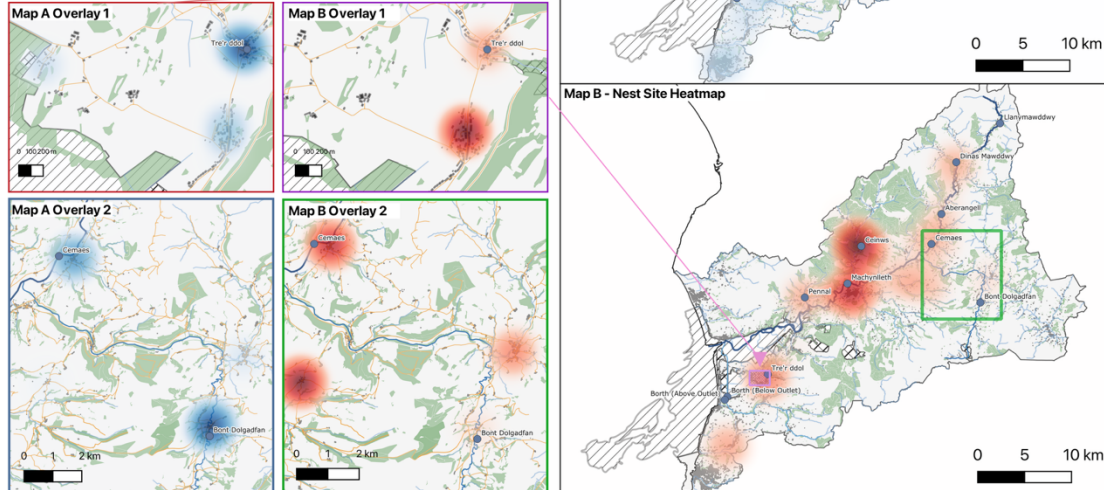 Map A Overlay 1
Tre'r ddol
0 100 200 m
Map B Overlay 1
Tre'r ddol
0 100 200 m
0 5 10 km
Map A Overlay 2
Cemaes
Bont Dolgadfan
0 1 2 km
Map B Overlay 2
Cemaes
Bont Dolgadfan
0 1 2 km
Map B - Nest Site Heatmap
Llanymawddwy
Dinas Mawddwy
Aberangell
Ceinws
Cemaes
Machynlleth
Pennal
Bont Dolgadfan
Tre'r ddol
Borth (Above Outlet)
Borth (Below Outlet)
0 5 10 km